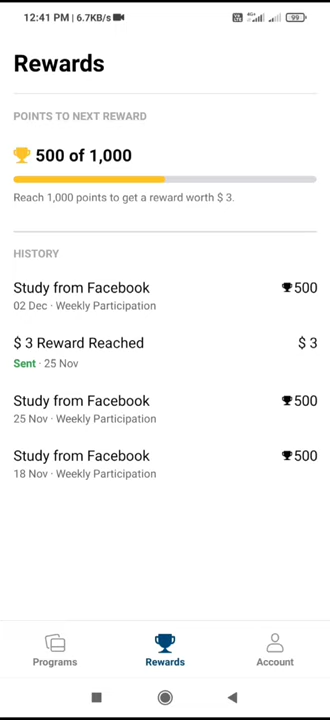 12:41 PM | 6.7KB/s
4G+
99
Rewards
POINTS TO NEXT REWARD
500 of 1,000
Reach 1,000 points to get a reward worth $ 3.
HISTORY
Study from Facebook
500
02 Dec · Weekly Participation
$ 3 Reward Reached
$ 3
Sent · 25 Nov
Study from Facebook
500
25 Nov · Weekly Participation
Study from Facebook
500
18 Nov · Weekly Participation
Programs
Rewards
Account